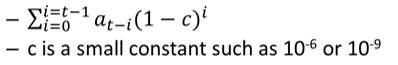 – Σ_{i=0}^{i=t−1} a_{t−i}(1 − c)^i
– c is a small constant such as 10^{-6} or 10^{-9}